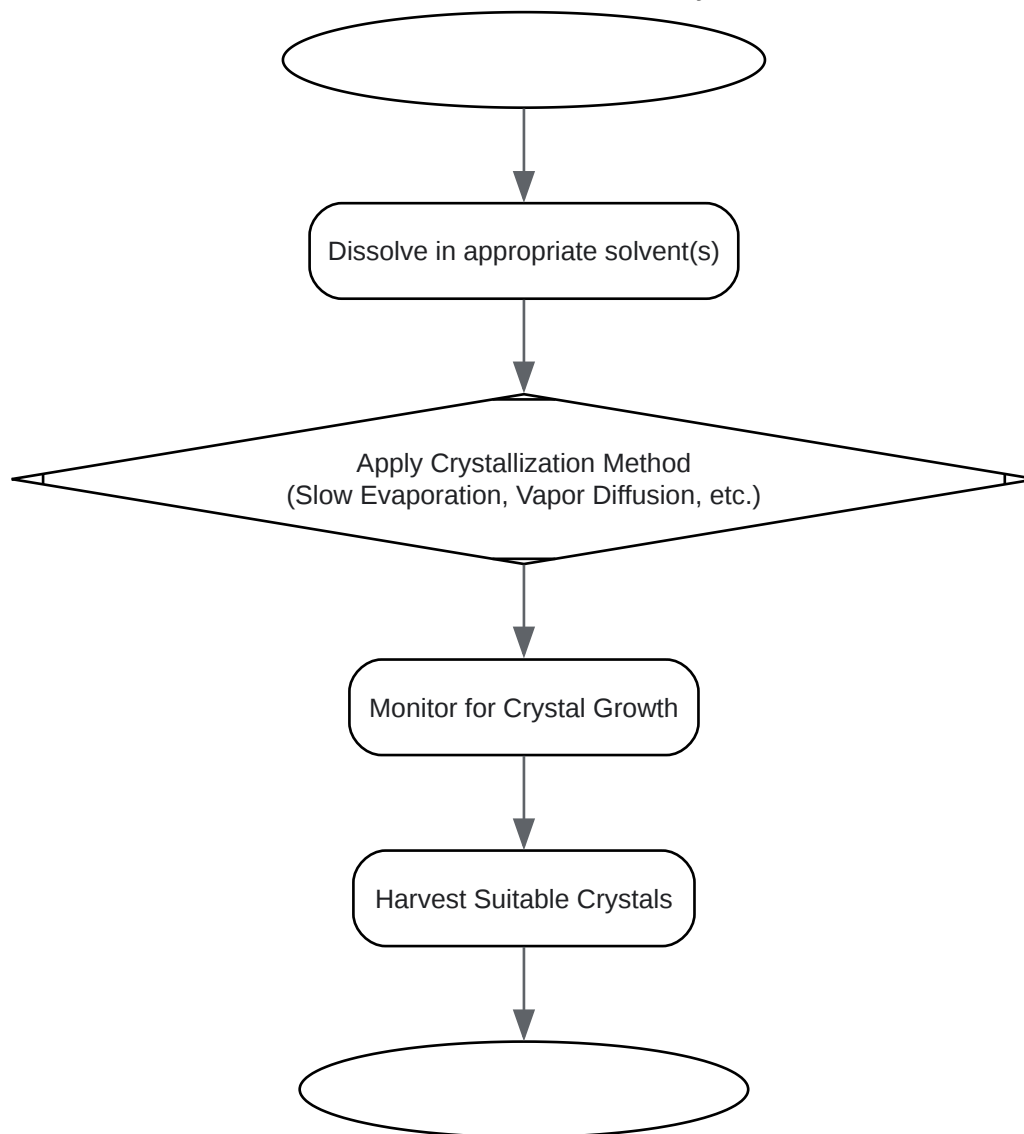 Dissolve in appropriate solvent(s)
Apply Crystallization Method
(Slow Evaporation, Vapor Diffusion, etc.)
Monitor for Crystal Growth
Harvest Suitable Crystals